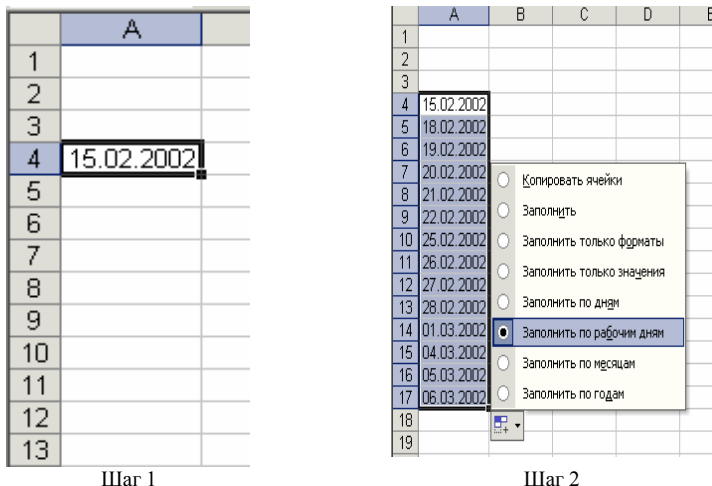 A
1
2
3
4 15.02.2002
5
6
7
8
9
10
11
12
13
Шаг 1
A B C D E
1
2
3
4 15.02.2002
5 18.02.2002
6 19.02.2002
7 20.02.2002
8 21.02.2002
9 22.02.2002
10 25.02.2002
11 26.02.2002
12 27.02.2002
13 28.02.2002
14 01.03.2002
15 04.03.2002
16 05.03.2002
17 06.03.2002
18
19
Копировать ячейки
Заполнить
Заполнить только форматы
Заполнить только значения
Заполнить по дням
Заполнить по рабочим дням
Заполнить по месяцам
Заполнить по годам
Шаг 2